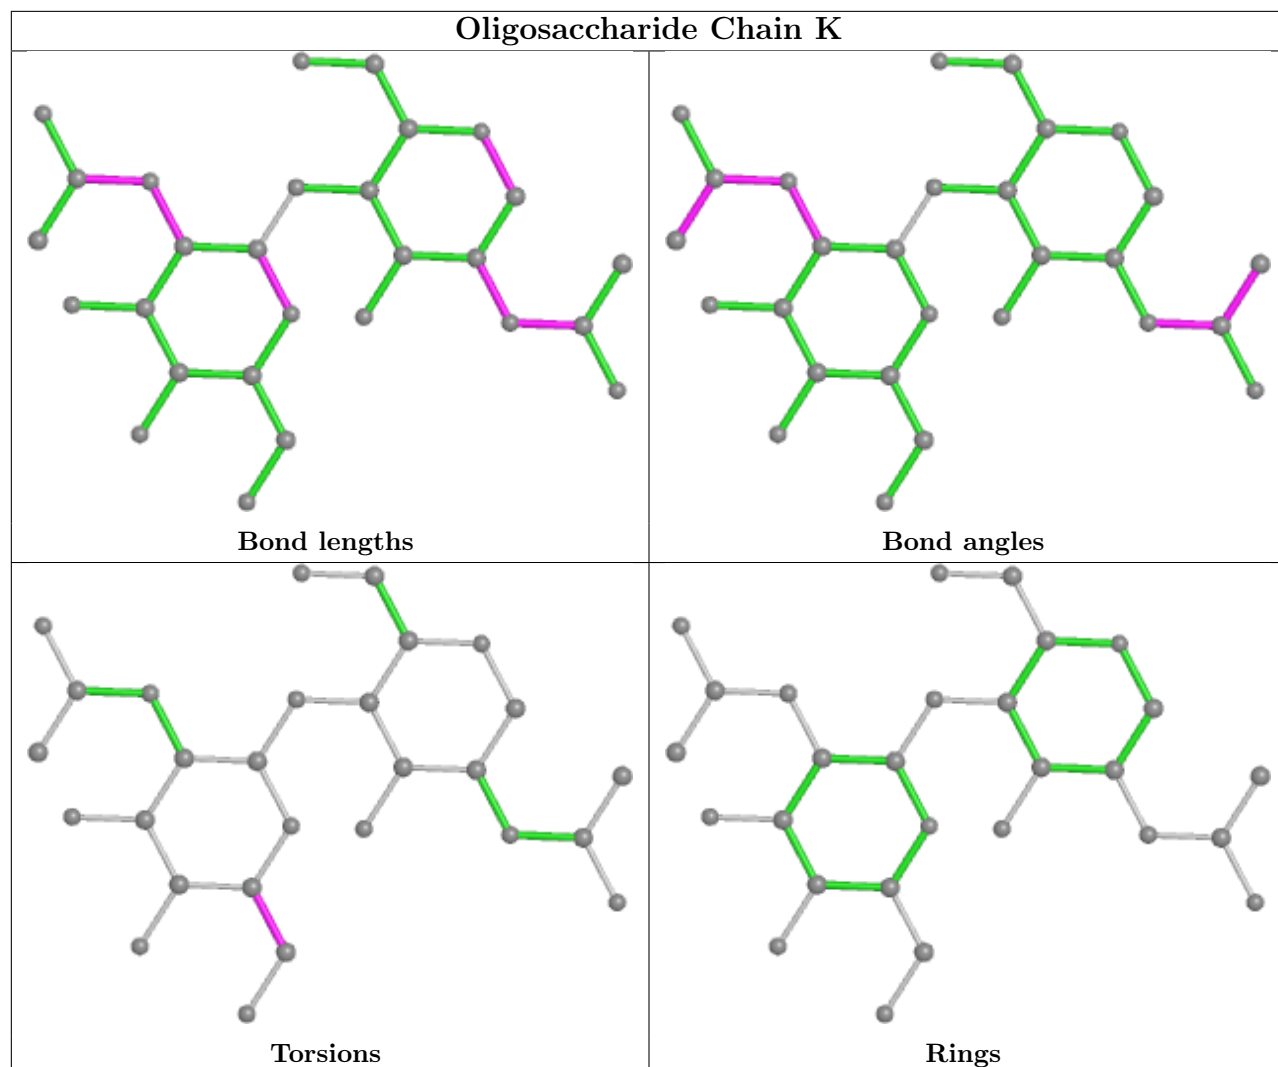 Oligosaccharide Chain K
Bond lengths
Bond angles
Torsions
Rings